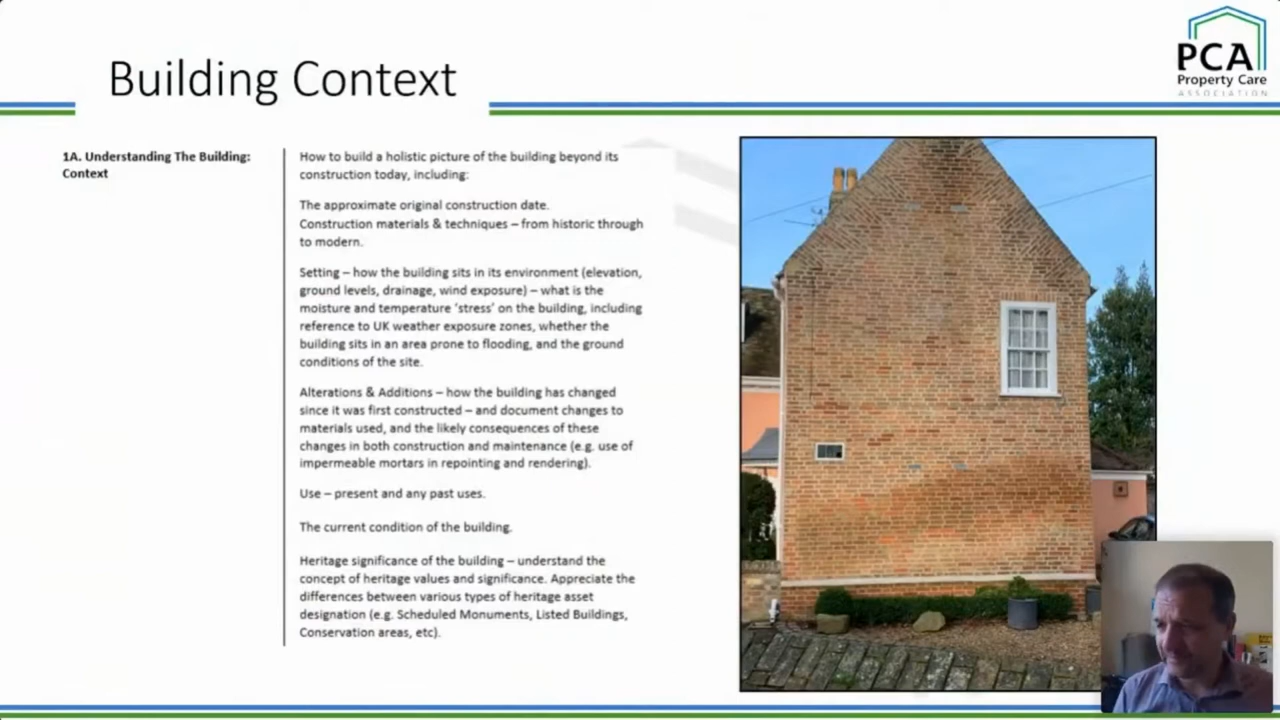 Building Context
PCA
Property Care
ASSOCIATION
1A. Understanding The Building:
Context
How to build a holistic picture of the building beyond its
construction today, including:
The approximate original construction date.
Construction materials & techniques – from historic through
to modern.
Setting – how the building sits in its environment (elevation,
ground levels, drainage, wind exposure) – what is the
moisture and temperature ‘stress’ on the building, including
reference to UK weather exposure zones, whether the
building sits in an area prone to flooding, and the ground
conditions of the site.
Alterations & Additions – how the building has changed
since it was first constructed – and document changes to
materials used, and the likely consequences of these
changes in both construction and maintenance (e.g. use of
impermeable mortars in repointing and rendering).
Use – present and any past uses.
The current condition of the building.
Heritage significance of the building – understand the
concept of heritage values and significance. Appreciate the
differences between various types of heritage asset
designation (e.g. Scheduled Monuments, Listed Buildings,
Conservation areas, etc).